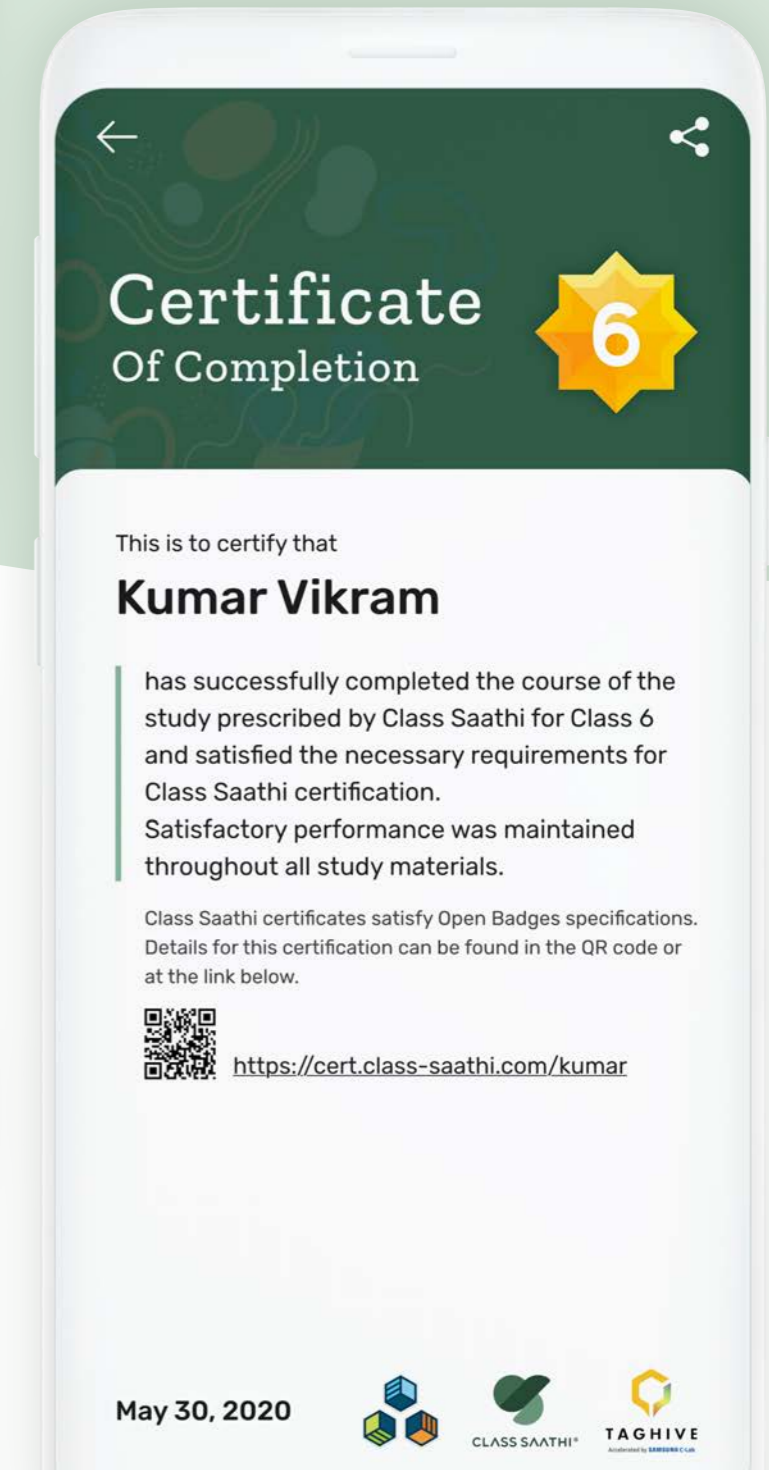 Certificate
Of Completion
6
This is to certify that
Kumar Vikram
has successfully completed the course of the
study prescribed by Class Saathi for Class 6
and satisfied the necessary requirements for
Class Saathi certification.
Satisfactory performance was maintained
throughout all study materials.
Class Saathi certificates satisfy Open Badges specifications.
Details for this certification can be found in the QR code or
at the link below.
https://cert.class-saathi.com/kumar
May 30, 2020
CLASS SAATHI®
TAGHIVE
Accelerated by SAMSUNG C-Lab